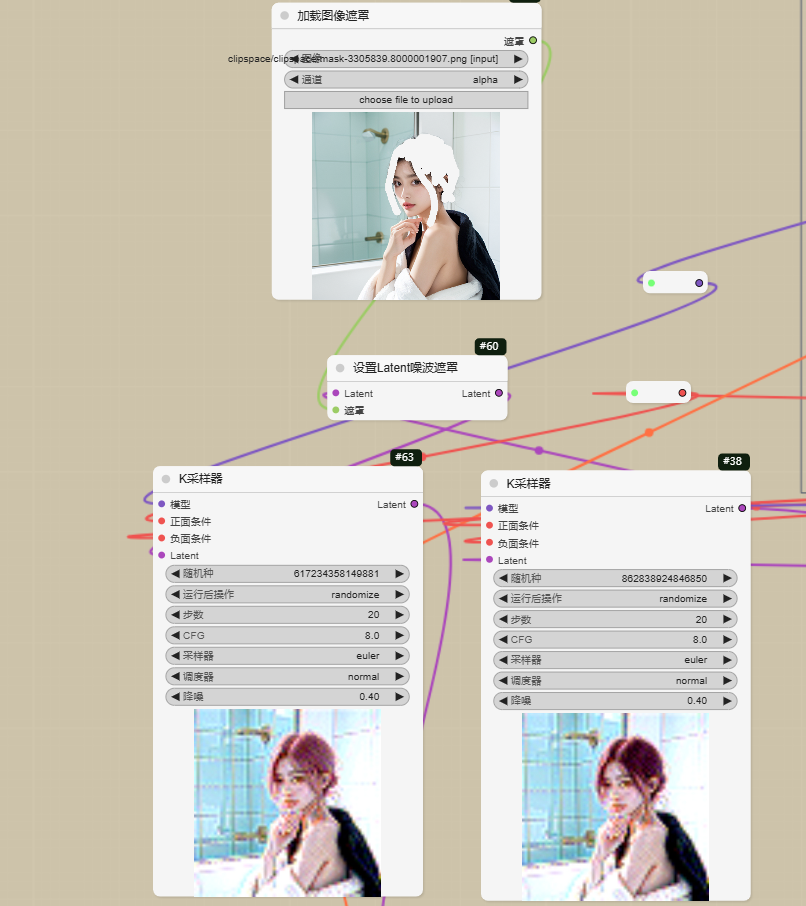 加载图像遮罩
遮罩
clipspace/clipspace-mask-3305839.8000001907.png [input]
通道 alpha
choose file to upload
#60
设置Latent噪波遮罩
Latent Latent
遮罩
#63
K采样器
模型 Latent
正面条件
负面条件
Latent
随机种 617234358149881
运行后操作 randomize
步数 20
CFG 8.0
采样器 euler
调度器 normal
降噪 0.40
#38
K采样器
模型 Latent
正面条件
负面条件
Latent
随机种 862838924846850
运行后操作 randomize
步数 20
CFG 8.0
采样器 euler
调度器 normal
降噪 0.40